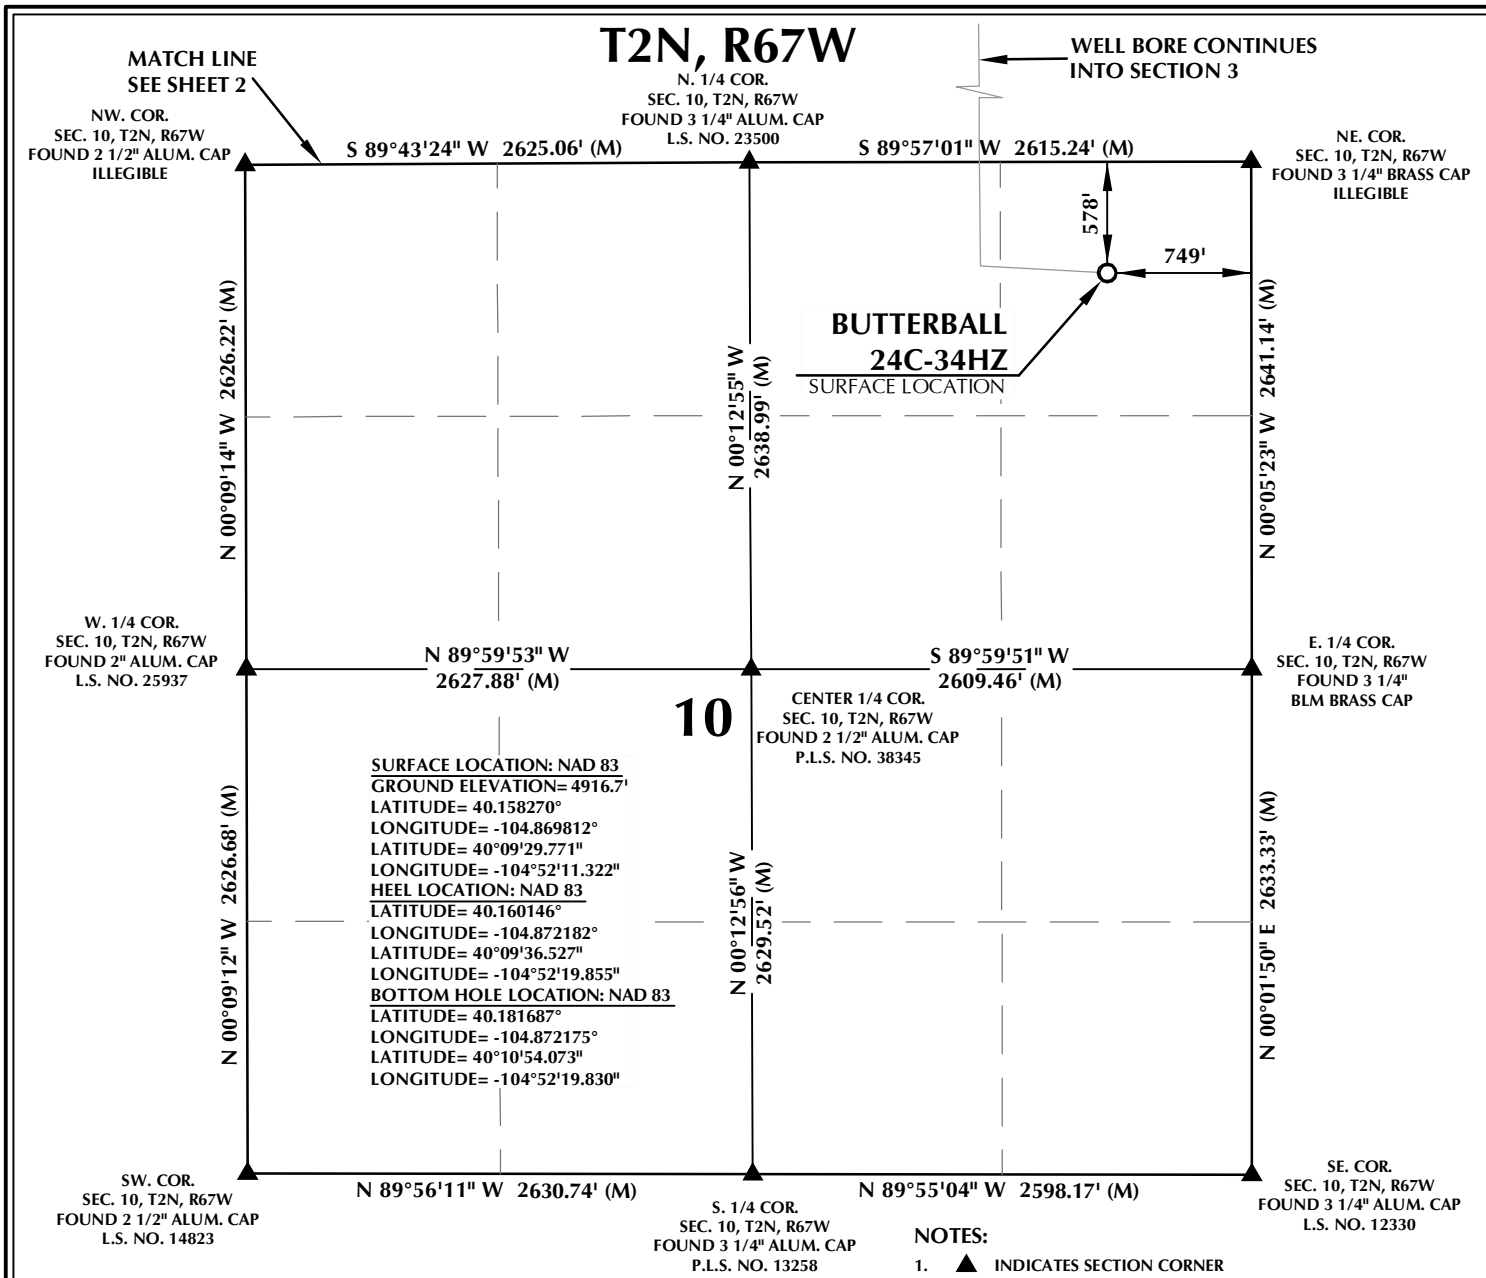 T2N, R67W
MATCH LINE
SEE SHEET 2
WELL BORE CONTINUES
INTO SECTION 3
NW. COR.
SEC. 10, T2N, R67W
FOUND 2 1/2" ALUM. CAP
ILLEGIBLE
N. 1/4 COR.
SEC. 10, T2N, R67W
FOUND 3 1/4" ALUM. CAP
L.S. NO. 23500
NE. COR.
SEC. 10, T2N, R67W
FOUND 3 1/4" BRASS CAP
ILLEGIBLE
S 89°43'24" W 2625.06' (M)
S 89°57'01" W 2615.24' (M)
578'
749'
BUTTERBALL
24C-34HZ
SURFACE LOCATION
N 00°09'14" W 2626.22' (M)
N 00°12'55" W
2638.99' (M)
N 00°05'23" W 2641.14' (M)
W. 1/4 COR.
SEC. 10, T2N, R67W
FOUND 2" ALUM. CAP
L.S. NO. 25937
N 89°59'53" W
2627.88' (M)
S 89°59'51" W
2609.46' (M)
E. 1/4 COR.
SEC. 10, T2N, R67W
FOUND 3 1/4"
BLM BRASS CAP
10
CENTER 1/4 COR.
SEC. 10, T2N, R67W
FOUND 2 1/2" ALUM. CAP
P.L.S. NO. 38345
SURFACE LOCATION: NAD 83
GROUND ELEVATION= 4916.7'
LATITUDE= 40.158270°
LONGITUDE= -104.869812°
LATITUDE= 40°09'29.771"
LONGITUDE= -104°52'11.322"
HEEL LOCATION: NAD 83
LATITUDE= 40.160146°
LONGITUDE= -104.872182°
LATITUDE= 40°09'36.527"
LONGITUDE= -104°52'19.855"
BOTTOM HOLE LOCATION: NAD 83
LATITUDE= 40.181687°
LONGITUDE= -104.872175°
LATITUDE= 40°10'54.073"
LONGITUDE= -104°52'19.830"
N 00°09'12" W 2626.68' (M)
N 00°12'56" W
2629.52' (M)
N 00°01'50" E 2633.33' (M)
SW. COR.
SEC. 10, T2N, R67W
FOUND 2 1/2" ALUM. CAP
L.S. NO. 14823
N 89°56'11" W 2630.74' (M)
N 89°55'04" W 2598.17' (M)
S. 1/4 COR.
SEC. 10, T2N, R67W
FOUND 3 1/4" ALUM. CAP
P.L.S. NO. 13258
SE. COR.
SEC. 10, T2N, R67W
FOUND 3 1/4" ALUM. CAP
L.S. NO. 12330
NOTES:
1. ▲ INDICATES SECTION CORNER